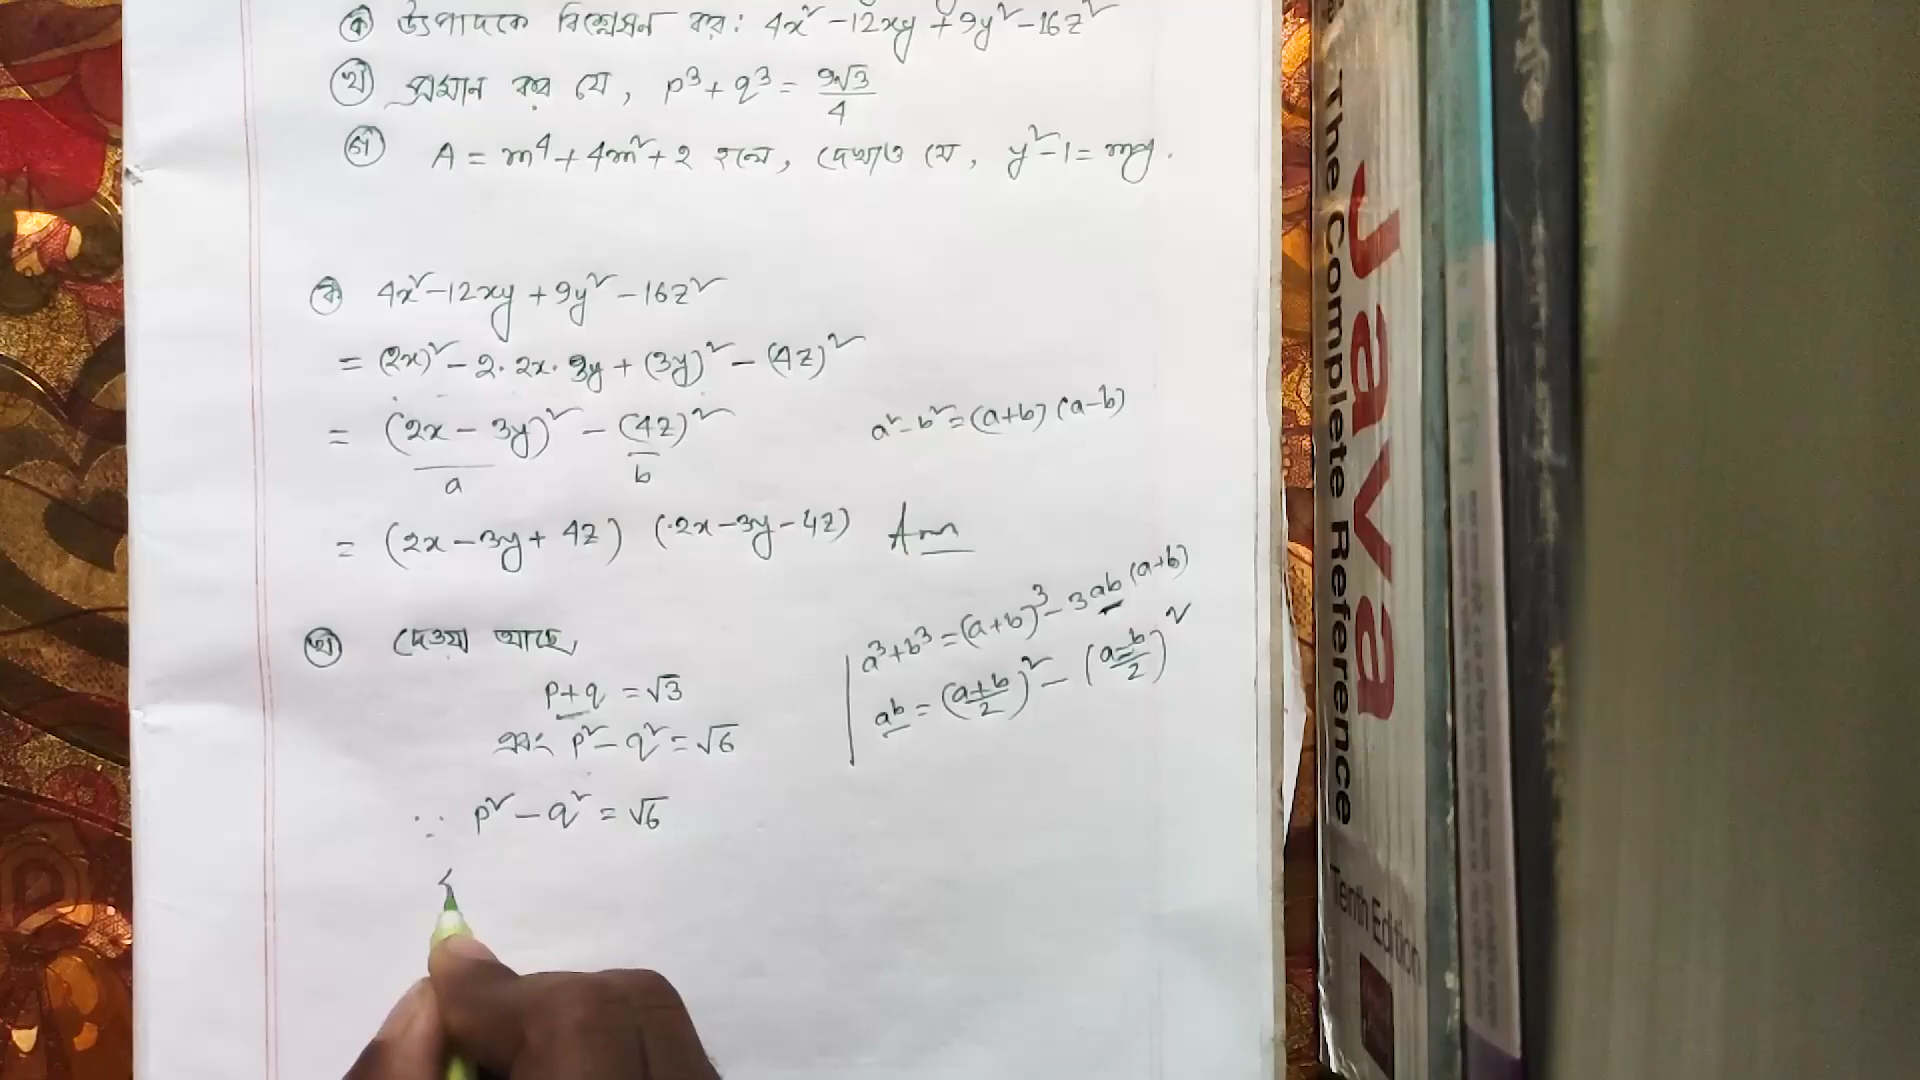 ক উৎপাদকে বিশ্লেষন কর: 4x² - 12xy + 9y² - 16z²
খ প্রমান কর যে, p³ + q³ = 9√3/4
গ A = m⁴ + 4m² + 2 হলে, দেখাও যে, y² - 1 = my.
ক 4x² - 12xy + 9y² - 16z²
= (2x)² - 2. 2x. 3y + (3y)² - (4z)²
= (2x - 3y)² - (4z)²
a b
a² - b² = (a+b) (a-b)
= (2x - 3y + 4z) (2x - 3y - 4z) Ans
খ দেওয়া আছে,
p + q = √3
এবং p² - q² = √6
∵ p² - q² = √6
a³ + b³ = (a+b)³ - 3ab (a+b)
ab = (a+b/2)² - (a-b/2)²
Java
The Complete Reference
Tenth Edition